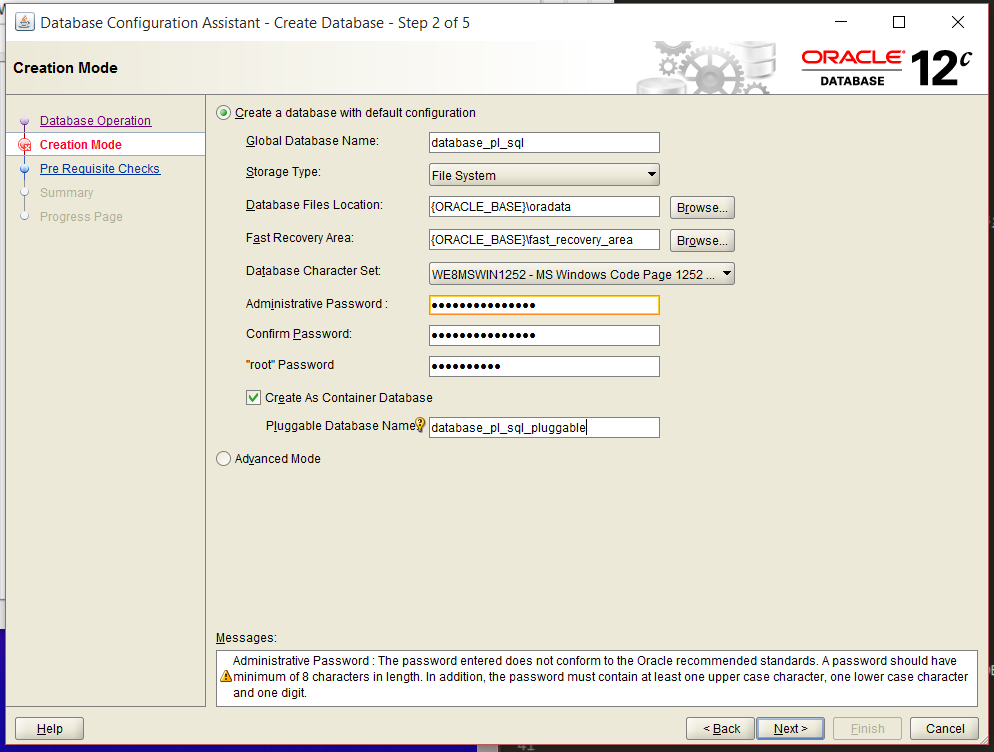 Database Configuration Assistant - Create Database - Step 2 of 5
Creation Mode
ORACLE®
DATABASE
12c
Database Operation
Creation Mode
Pre Requisite Checks
Summary
Progress Page
Create a database with default configuration
Global Database Name: database_pl_sql
Storage Type: File System
Database Files Location: {ORACLE_BASE}\oradata Browse...
Fast Recovery Area: {ORACLE_BASE}\fast_recovery_area Browse...
Database Character Set: WE8MSWIN1252 - MS Windows Code Page 1252 ...
Administrative Password : ●●●●●●●●●●●●●●●
Confirm Password: ●●●●●●●●●●●●●●●
"root" Password ●●●●●●●●●●
Create As Container Database
Pluggable Database Name: database_pl_sql_pluggable
Advanced Mode
Messages:
Administrative Password : The password entered does not conform to the Oracle recommended standards. A password should have
minimum of 8 characters in length. In addition, the password must contain at least one upper case character, one lower case character
and one digit.
Help
< Back Next > Finish Cancel